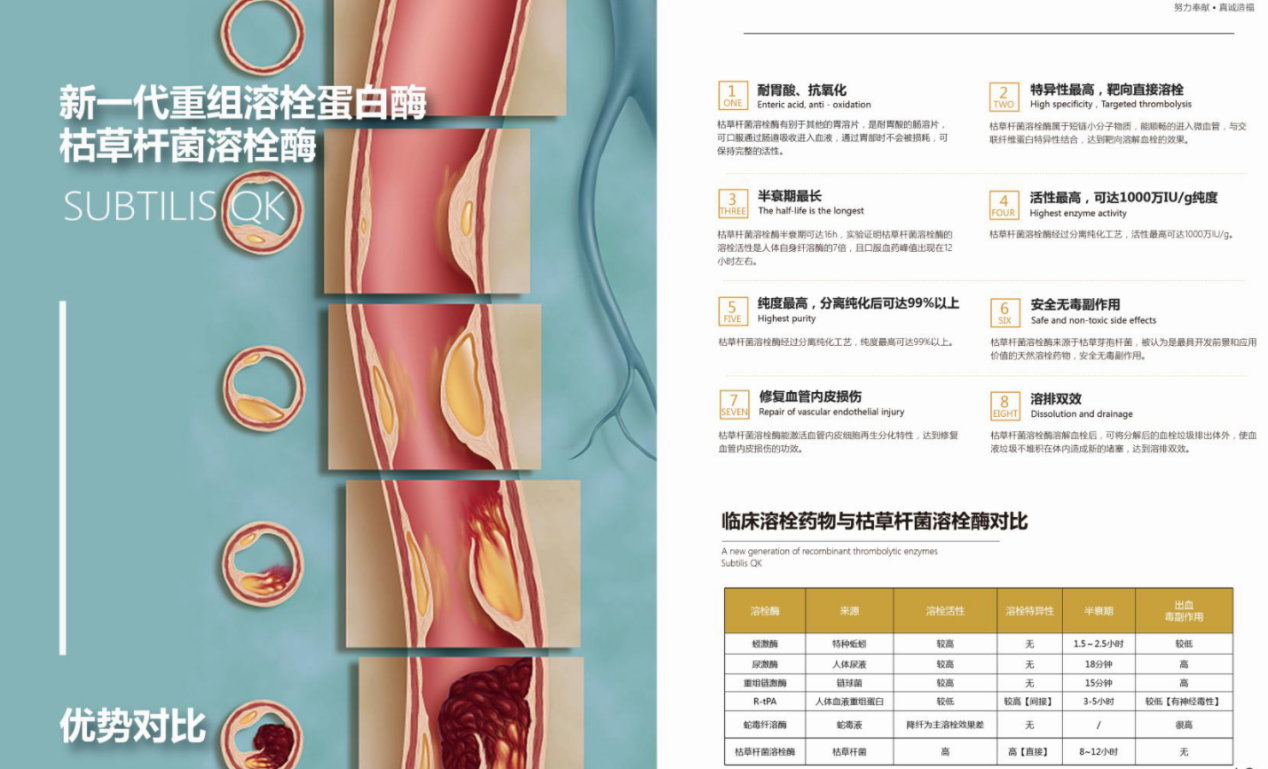 新一代重组溶栓蛋白酶
枯草杆菌溶栓酶
SUBTILIS QK
优势对比
努力奉献·真诚造福
1
ONE
耐胃酸、抗氧化
Enteric acid, anti - oxidation
枯草杆菌溶栓酶有别于其他的胃溶片，是耐胃酸的肠溶片，
可口服通过肠道吸收进入血液，通过胃部时不会被损耗，可
保持完整的活性。
2
TWO
特异性最高，靶向直接溶栓
High specificity , Targeted thrombolysis
枯草杆菌溶栓酶属于短链小分子物质，能顺畅的进入微血管，与交
联纤维蛋白特异性结合，达到靶向溶解血栓的效果。
3
THREE
半衰期最长
The half-life is the longest
枯草杆菌溶栓酶半衰期可达16h，实验证明枯草杆菌溶栓酶的
溶栓活性是人体自身纤溶酶的7倍，且口服血药峰值出现在12
小时左右。
4
FOUR
活性最高，可达1000万IU/g纯度
Highest enzyme activity
枯草杆菌溶栓酶经过分离纯化工艺，活性最高可达1000万IU/g。
5
FIVE
纯度最高，分离纯化后可达99%以上
Highest purity
枯草杆菌溶栓酶经过分离纯化工艺，纯度最高可达99%以上。
6
SIX
安全无毒副作用
Safe and non-toxic side effects
枯草杆菌溶栓酶来源于枯草芽孢杆菌，被认为是最具开发前景和应用
价值的天然溶栓药物，安全无毒副作用。
7
SEVEN
修复血管内皮损伤
Repair of vascular endothelial injury
枯草杆菌溶栓酶能激活血管内皮细胞再生分化特性，达到修复
血管内皮损伤的功效。
8
EIGHT
溶排双效
Dissolution and drainage
枯草杆菌溶栓酶溶解血栓后，可将分解后的血栓垃圾排出体外，使血
液垃圾不堆积在体内造成新的堵塞，达到溶排双效。
临床溶栓药物与枯草杆菌溶栓酶对比
A new generation of recombinant thrombolytic enzymes
Subtilis QK
溶栓酶 来源 溶栓活性 溶栓特异性 半衰期 出血
毒副作用
蚓激酶 特种蚯蚓 较高 无 1.5~2.5小时 较低
尿激酶 人体尿液 较高 无 18分钟 高
重组链激酶 链球菌 较高 无 15分钟 高
R-tPA 人体血液重组蛋白 较低 较高【间接】 3-5小时 较低【有神经毒性】
蛇毒纤溶酶 蛇毒液 降纤为主溶栓效果差 无 / 很高
枯草杆菌溶栓酶 枯草杆菌 高 高【直接】 8~12小时 无